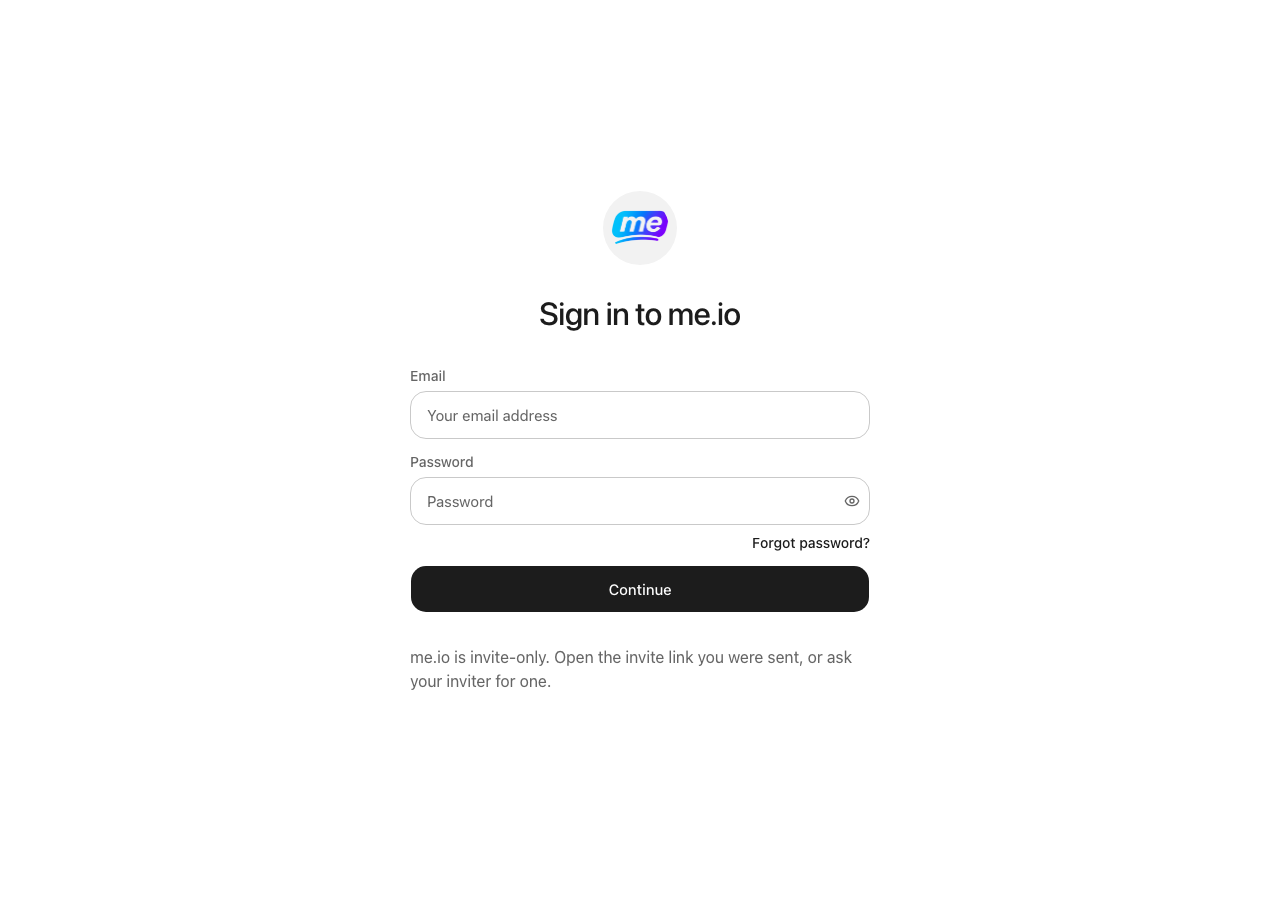 me
Sign in to me.io
Email
Your email address
Password
Password
Forgot password?
Continue
me.io is invite-only. Open the invite link you were sent, or ask
your inviter for one.